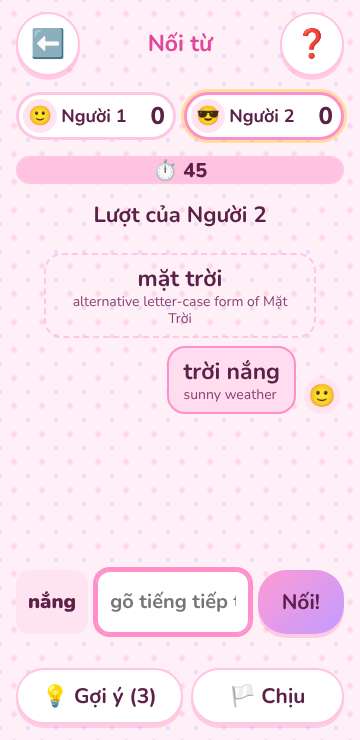 Nối từ
Người 1 0
Người 2 0
45
Lượt của Người 2
mặt trời
alternative letter-case form of Mặt
Trời
trời nắng
sunny weather
nắng
gõ tiếng tiếp
Nối!
Gợi ý (3)
Chịu